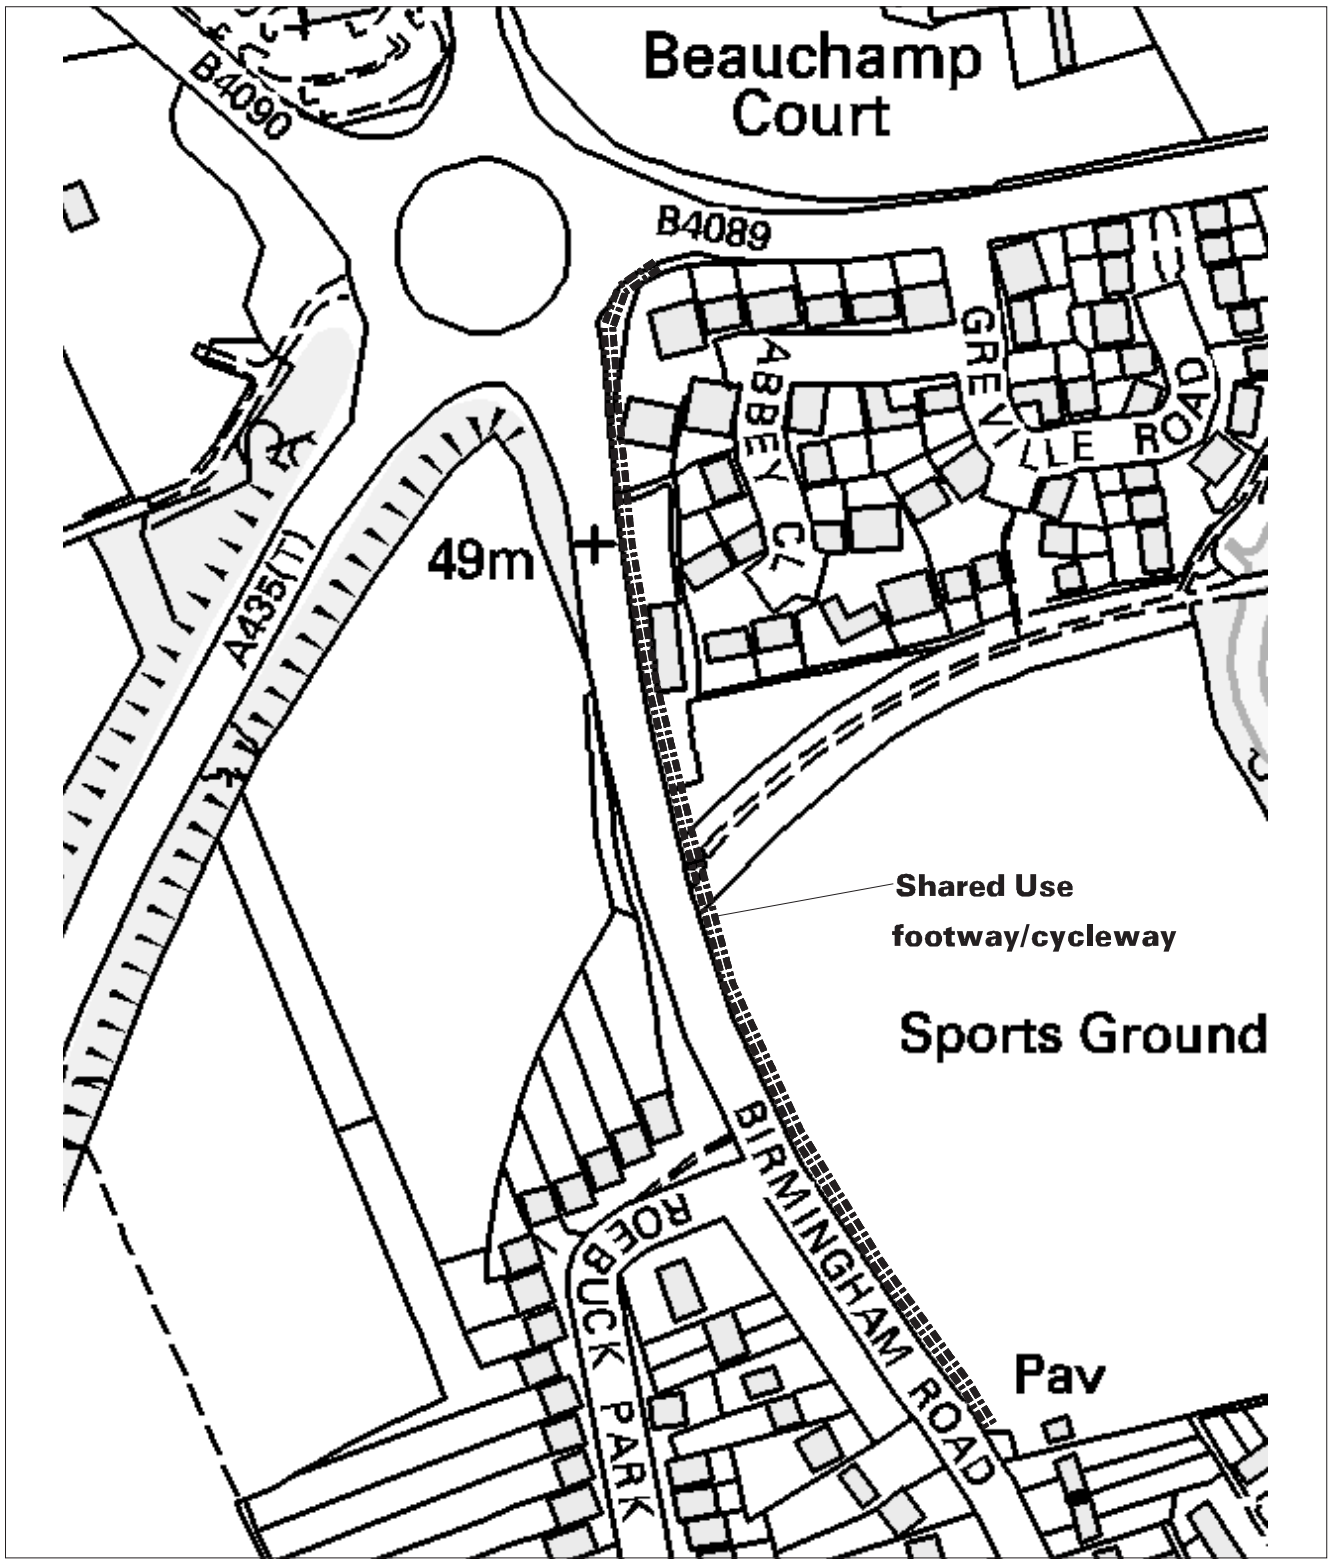 Beauchamp
Court
B4090
B4089
ABBEY CL
GREVILLE ROAD
49m
A435(T)
Shared Use
footway/cycleway
Sports Ground
BIRMINGHAM ROAD
ROEBUCK PARK
Pav